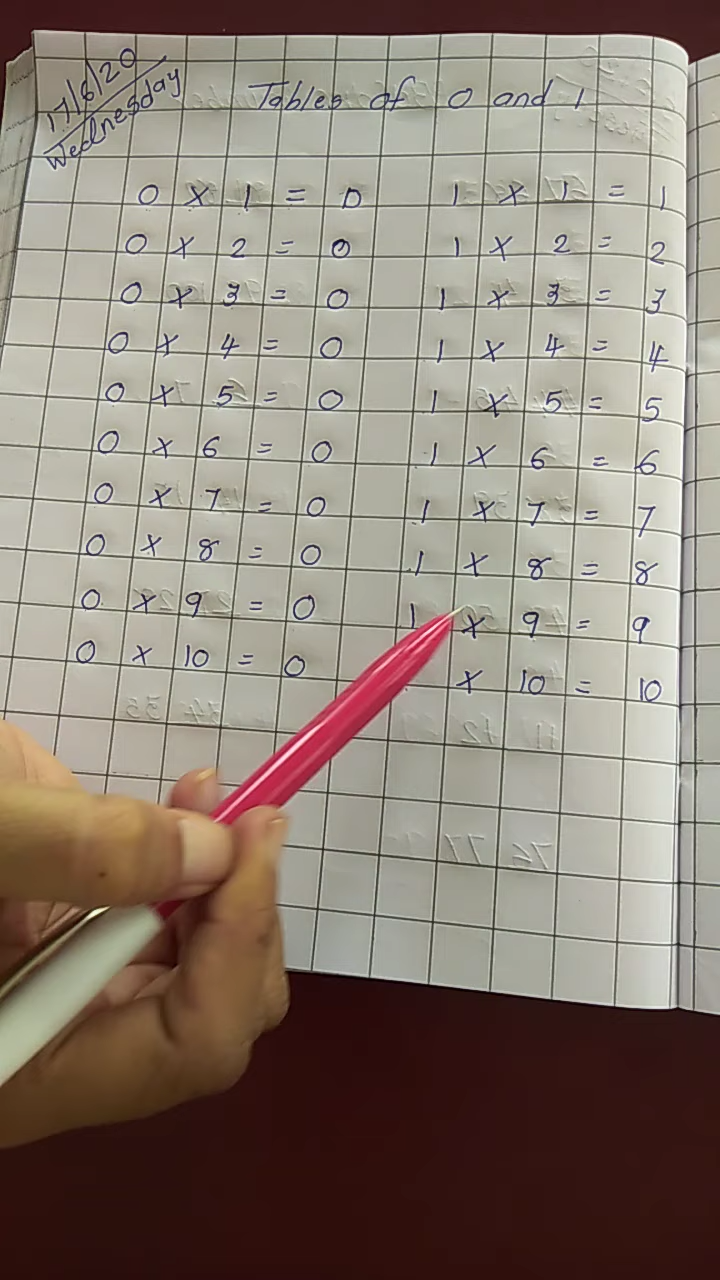 17/6/20
Wednesday
Tables of 0 and 1
0 x 1 = 0 1 x 1 = 1
0 x 2 = 0 1 x 2 = 2
0 x 3 = 0 1 x 3 = 3
0 x 4 = 0 1 x 4 = 4
0 x 5 = 0 1 x 5 = 5
0 x 6 = 0 1 x 6 = 6
0 x 7 = 0 1 x 7 = 7
0 x 8 = 0 1 x 8 = 8
0 x 9 = 0 1 x 9 = 9
0 x 10 = 0 x 10 = 10